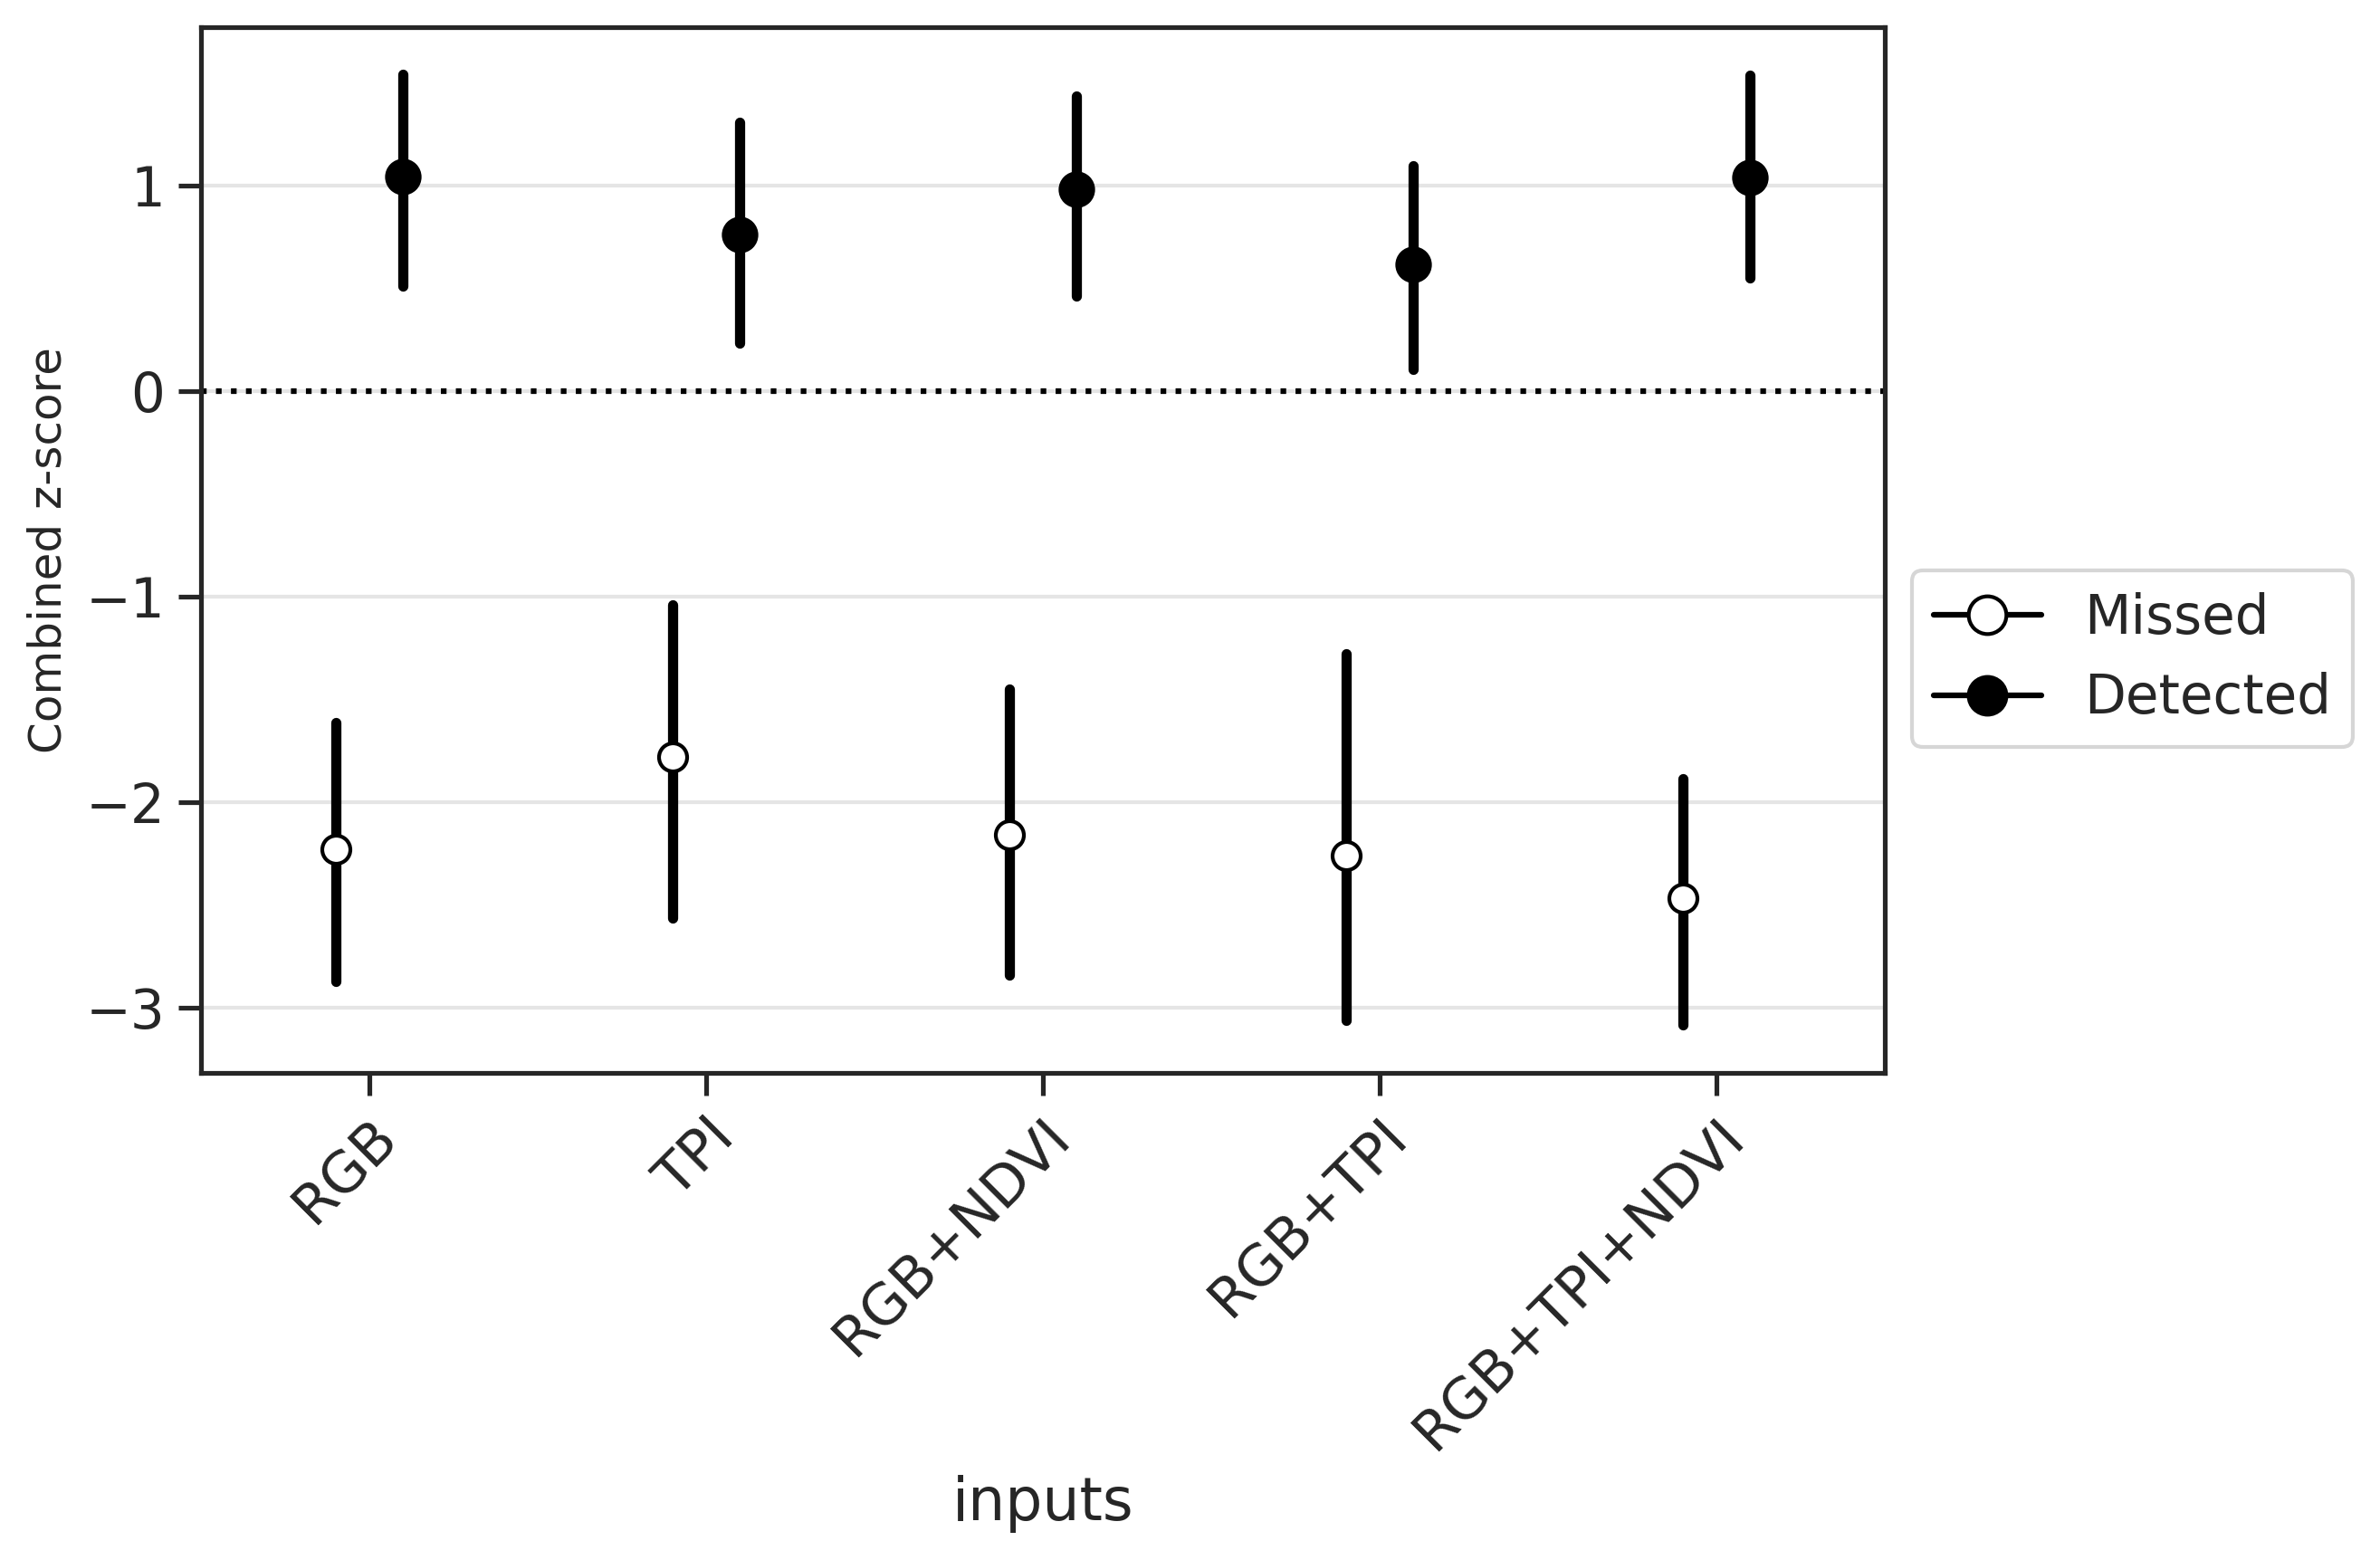 Combined z-score
1
0
−1
−2
−3
RGB
TPI
RGB+NDVI
RGB+TPI
RGB+TPI+NDVI
inputs
Missed
Detected